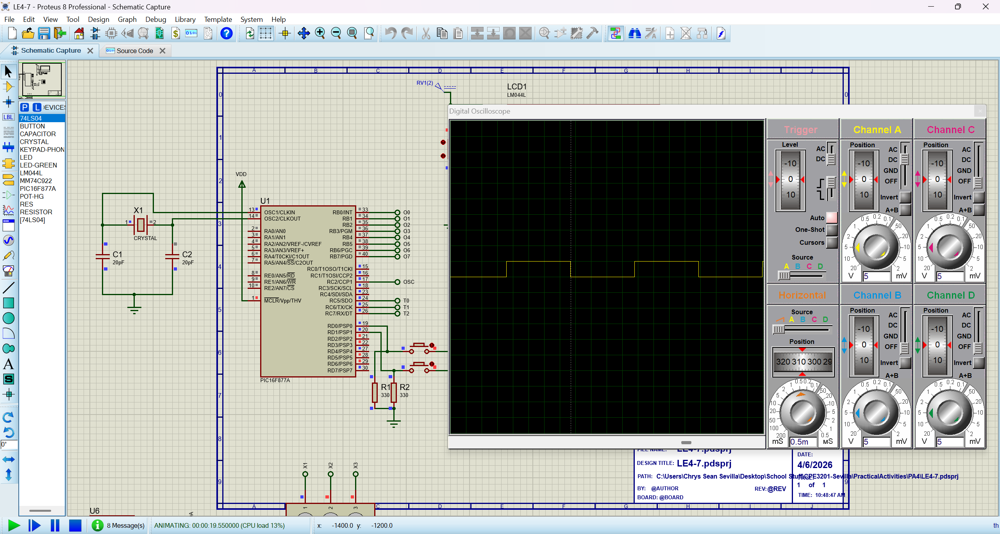 LE4-7 - Proteus 8 Professional - Schematic Capture
File Edit View Tool Design Graph Debug Library Template System Help
Schematic Capture
Source Code
P L
DEVICES
LBL
74LS04
BUTTON
CAPACITOR
CRYSTAL
KEYPAD-PHON
LED
LED-GREEN
LM044L
MM74C922
PIC16F877A
POT-HG
RES
RESISTOR
[74LS04]
A
S
0°
A B C D E F G H I J
0
1
2
3
4
5
6
7
8
9
0
9
A B C D E F G H I J
RV1(2)
LCD1
LM044L
VDD
X1
1 2
CRYSTAL
C1
20pF
C2
20pF
U1
13 OSC1/CLKIN
14 OSC2/CLKOUT
2 RA0/AN0
3 RA1/AN1
4 RA2/AN2/VREF-/CVREF
5 RA3/AN3/VREF+
6 RA4/T0CKI/C1OUT
7 RA5/AN4/SS/C2OUT
8 RE0/AN5/RD
9 RE1/AN6/WR
10 RE2/AN7/CS
1 MCLR/Vpp/THV
RB0/INT 33 O0
RB1 34 O1
RB2 35 O2
RB3/PGM 36 O3
RB4 37 O4
RB5 38 O5
RB6/PGC 39 O6
RB7/PGD 40 O7
RC0/T1OSO/T1CKI 15
RC1/T1OSI/CCP2 16
RC2/CCP1 17 OSC
RC3/SCK/SCL 18
RC4/SDI/SDA 23
RC5/SDO 24 T0
RC6/TX/CK 25 T1
RC7/RX/DT 26 T2
RD0/PSP0 19
RD1/PSP1 20
RD2/PSP2 21
RD3/PSP3 22
RD4/PSP4 27
RD5/PSP5 28
RD6/PSP6 29
RD7/PSP7 30
PIC16F877A
R1
330
R2
330
X1 X2 X3
1 2 3
U6
A
Digital Oscilloscope
Trigger
Level
-10
0
10
AC
DC
Auto
One-Shot
Cursors
Source
A B C D
Channel A
Position
-10
0
10
AC
DC
GND
OFF
Invert
A+B
20 10 5 2 1 0.5 0.2 0.1 50 20 10 5 2
V 5 mV
Channel C
Position
-10
0
10
AC
DC
GND
OFF
Invert
A+B
20 10 5 2 1 0.5 0.2 0.1 50 20 10 5 2
V 5 mV
Horizontal
Source
A B C D
Position
320 310 300 29
200 100 50 20 10 5 2 1 0.5 0.2 0.1 50 20 10 5 2 1 0.5
mS 0.5m
Channel B
Position
-10
0
10
AC
DC
GND
OFF
Invert
A+B
20 10 5 2 1 0.5 0.2 0.1 50 20 10 5 2
V 5 mV
Channel D
Position
-10
0
10
AC
DC
GND
OFF
Invert
A+B
20 10 5 2 1 0.5 0.2 0.1 50 20 10 5 2
V 5 mV
FILE NAME: LE4-7.pdsprj
DESIGN TITLE: LE4-7.pdsprj
PATH: C:\Users\Chrys Sean Sevilla\Desktop\School Stuff\CPE3201-Sevilla\PracticalActivities\PA4\LE4-7.pdsprj
BY: @AUTHOR REV: @REV
BOARD: @BOARD
DATE:
4/6/2026
PAGE:
1 of 1
TIME: 10:48:47 AM
8 Message(s)
ANIMATING: 00:00:19.550000 (CPU load 13%)
x: -1400.0 y: -1200.0
th